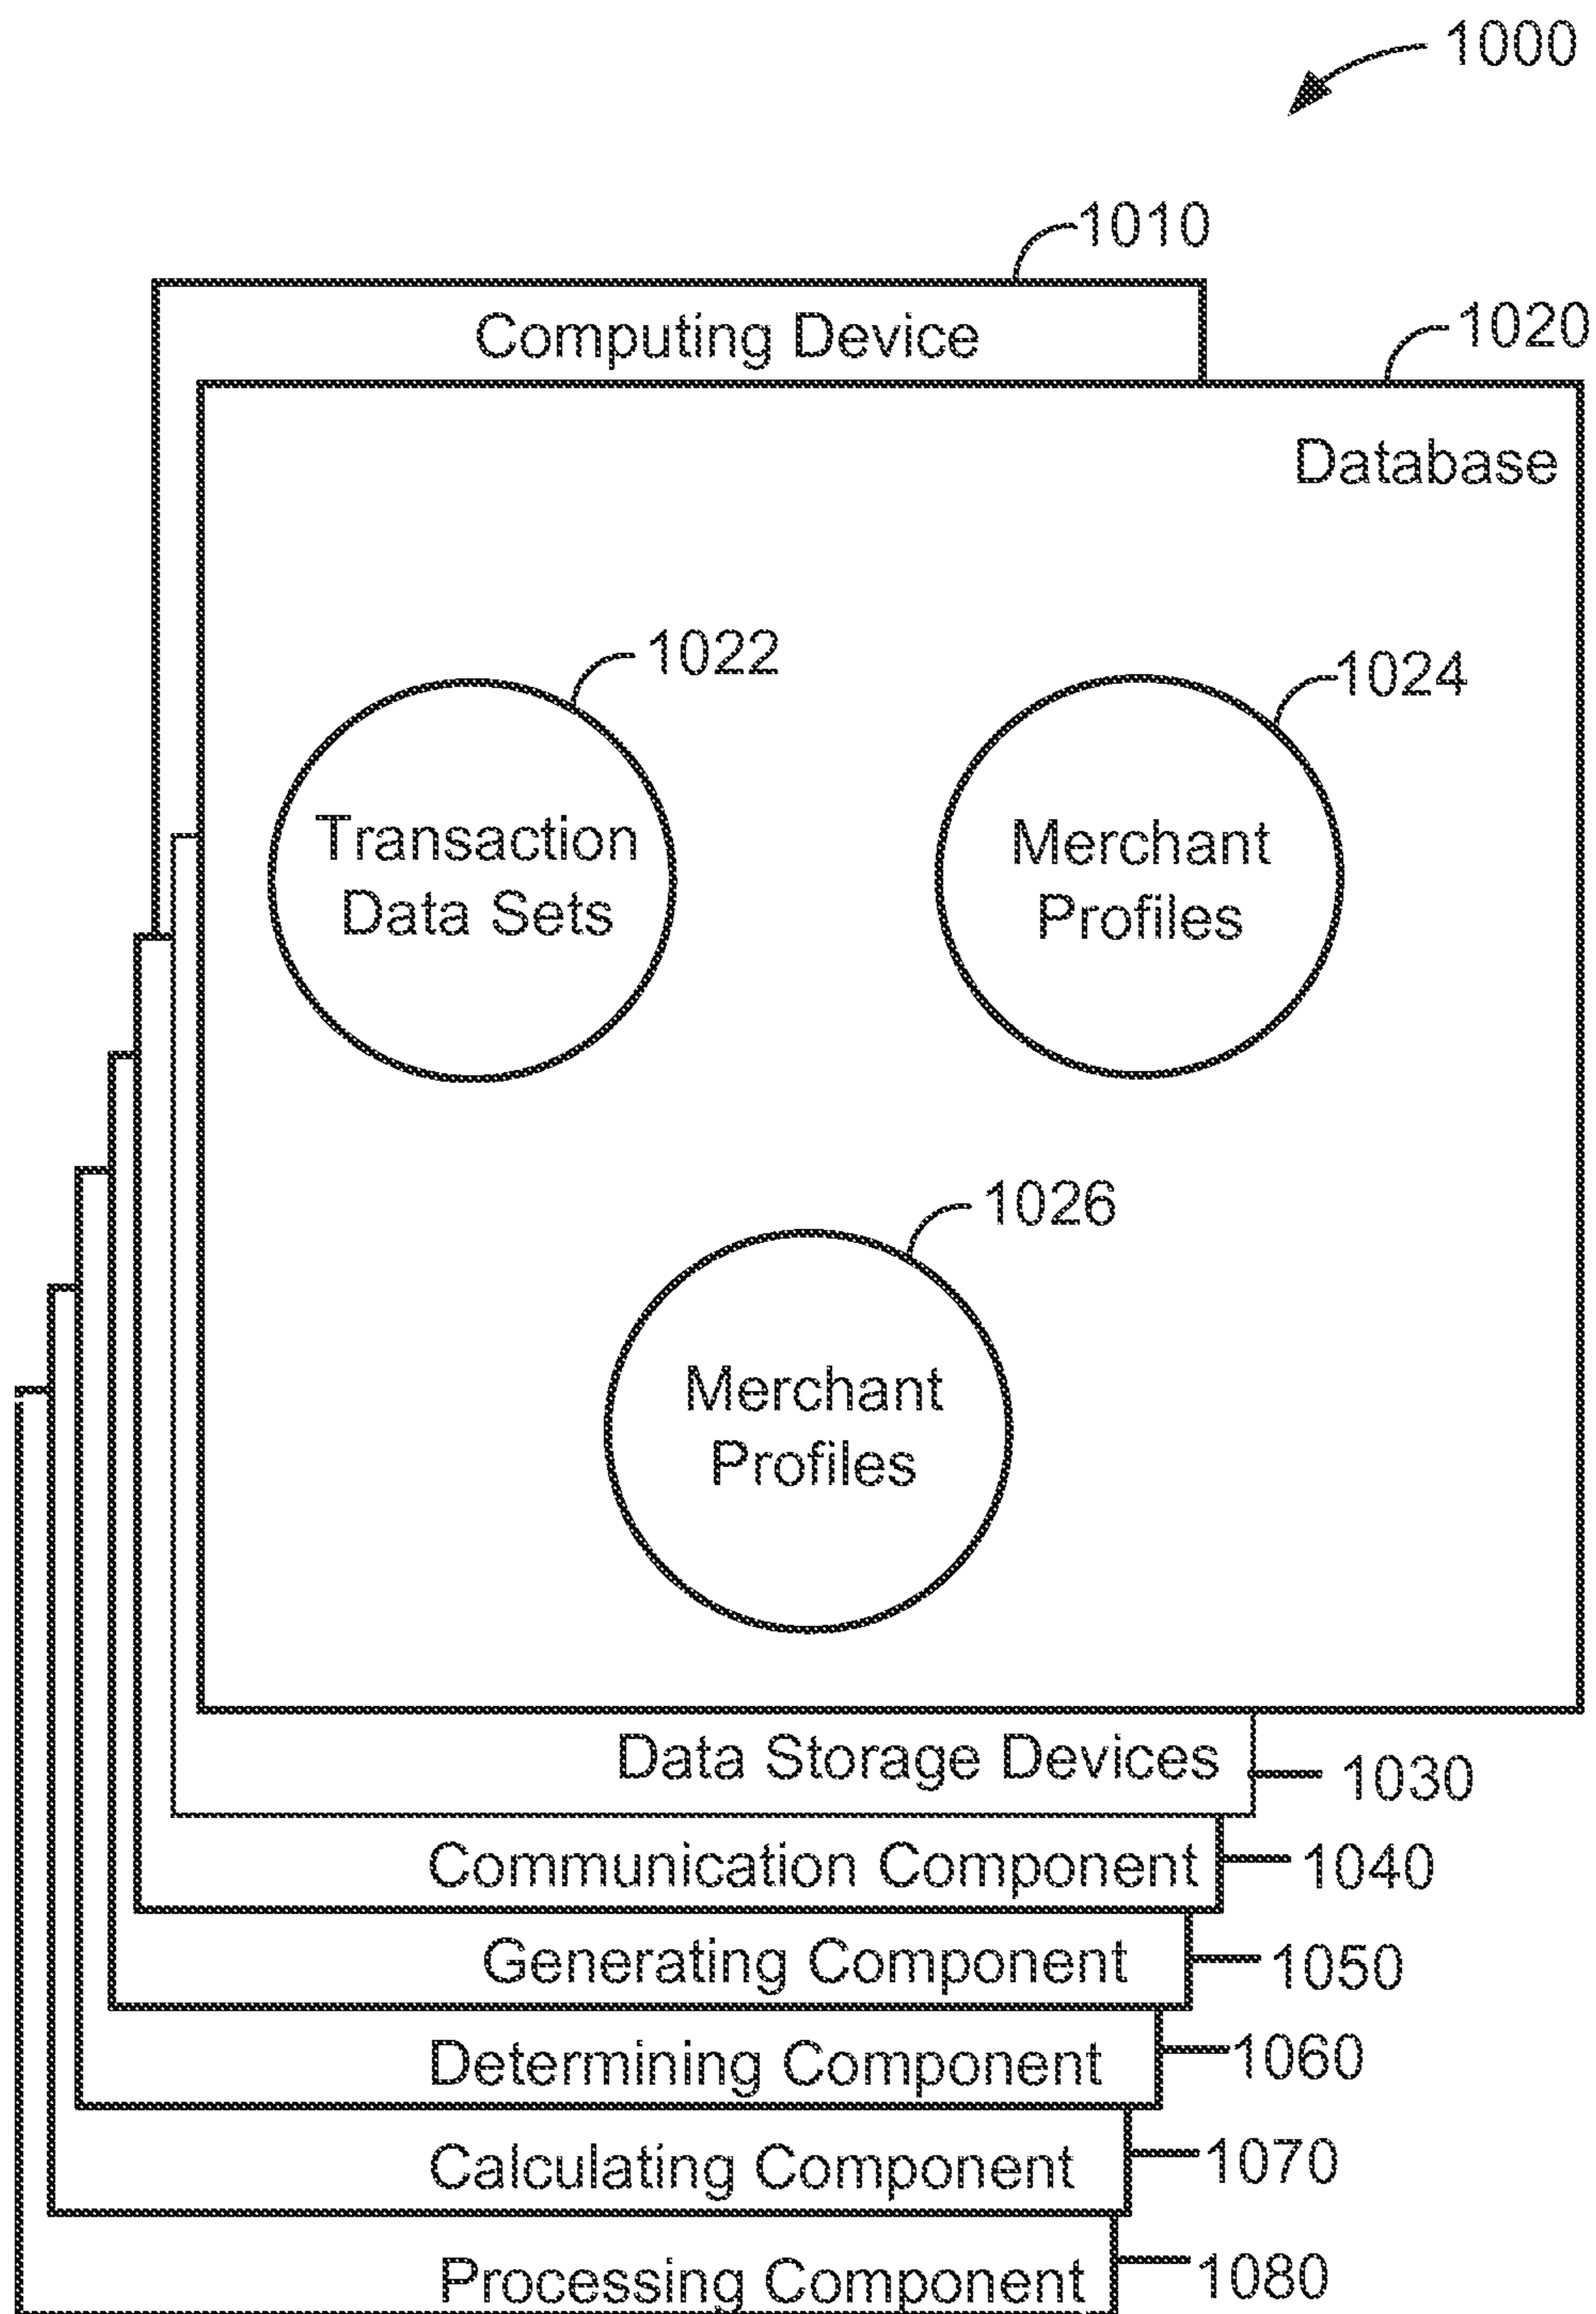 1000
1010
Computing Device
1020
Database
1022
1024
Transaction
Data Sets
Merchant
Profiles
1026
Merchant
Profiles
Data Storage Devices
1030
Communication Component
1040
Generating Component
1050
Determining Component
1060
Calculating Component
1070
Processing Component
1080